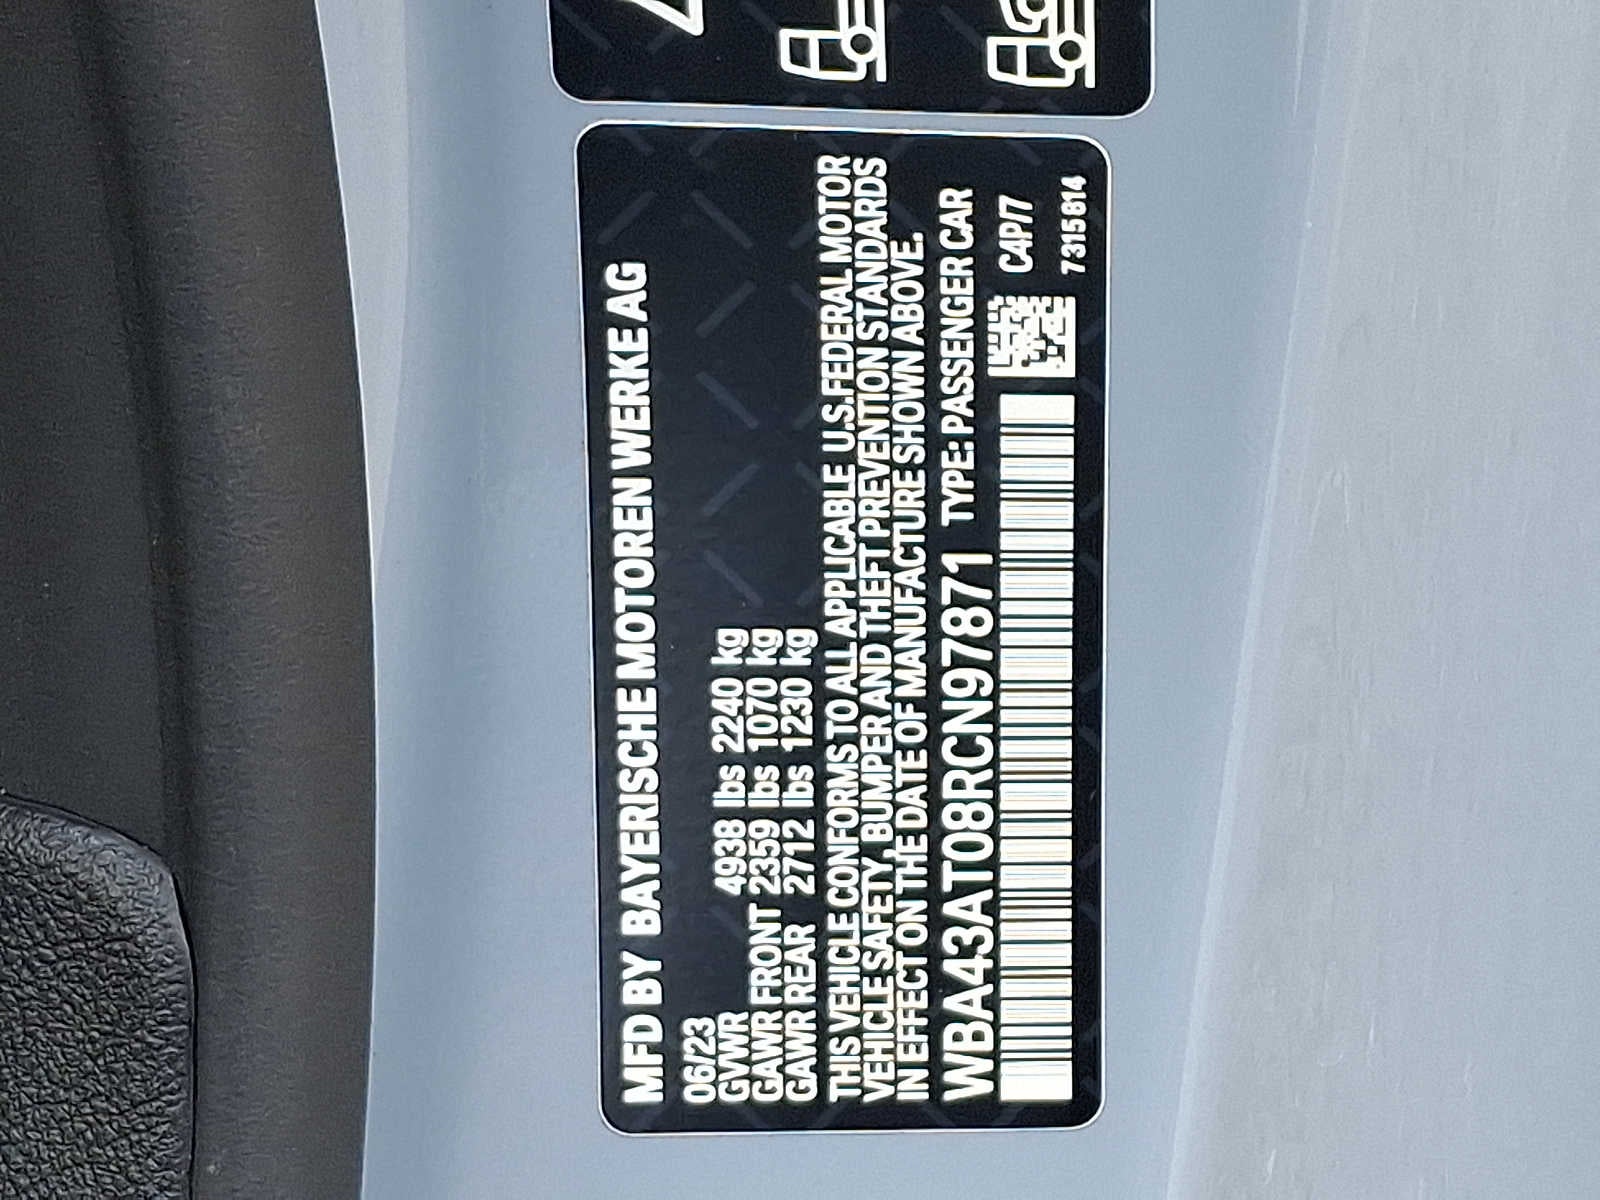 MFD BY BAYERISCHE MOTOREN WERKE AG
06/23
GVWR 4938 lbs 2240 kg
GAWR FRONT 2359 lbs 1070 kg
GAWR REAR 2712 lbs 1230 kg
THIS VEHICLE CONFORMS TO ALL APPLICABLE U.S.FEDERAL MOTOR
VEHICLE SAFETY, BUMPER AND THEFT PREVENTION STANDARDS
IN EFFECT ON THE DATE OF MANUFACTURE SHOWN ABOVE.
WBA43AT08RCN97871 TYPE: PASSENGER CAR
C4P/7
7315814